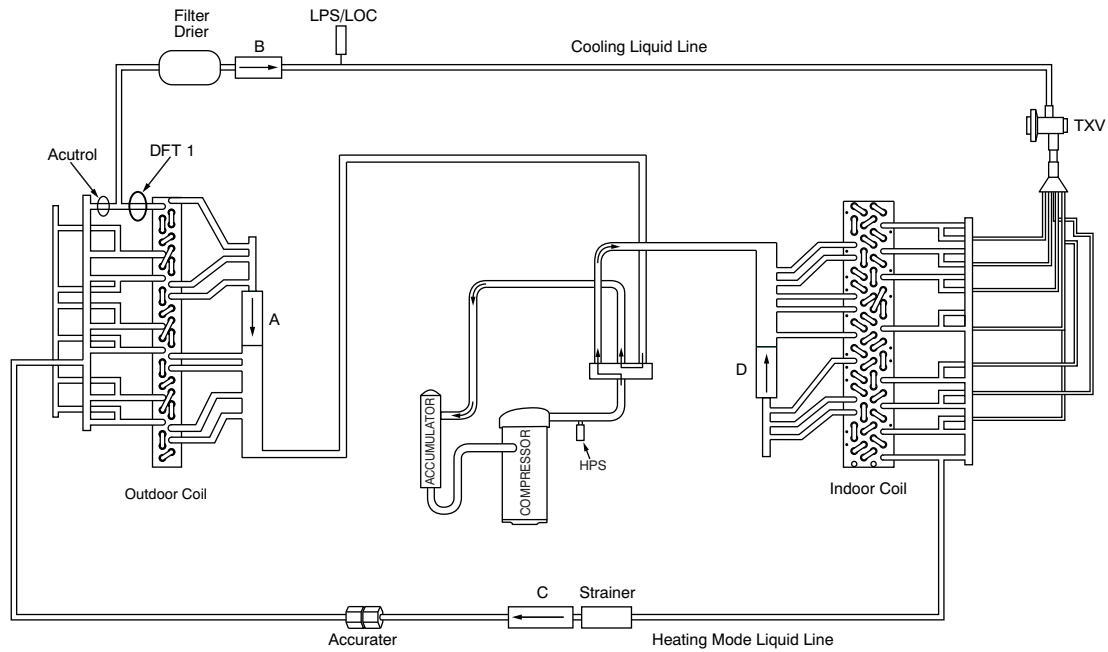 Filter
Drier
LPS/LOC
B
Cooling Liquid Line
TXV
Acutrol
DFT 1
A
D
ACCUMULATOR
COMPRESSOR
HPS
Outdoor Coil
Indoor Coil
C
Strainer
Accurater
Heating Mode Liquid Line